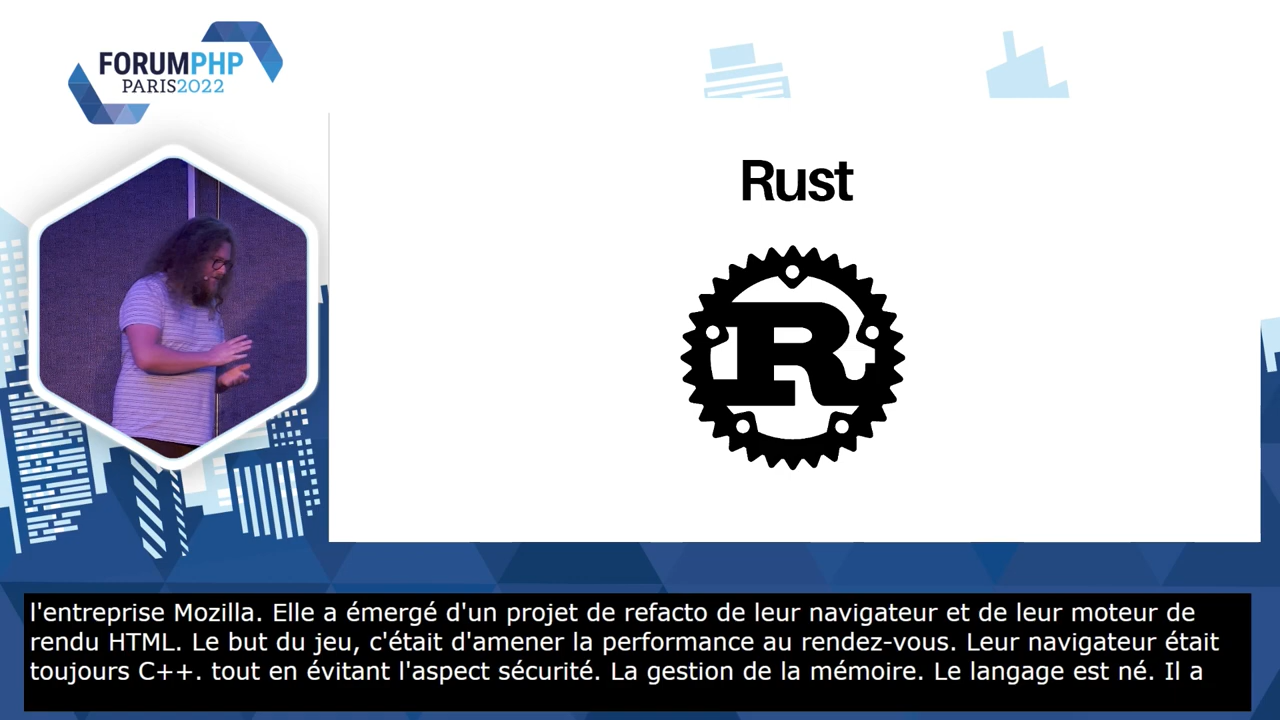 FORUMPHP
PARIS2022
Rust
R
l'entreprise Mozilla. Elle a émergé d'un projet de refacto de leur navigateur et de leur moteur de
rendu HTML. Le but du jeu, c'était d'amener la performance au rendez-vous. Leur navigateur était
toujours C++. tout en évitant l'aspect sécurité. La gestion de la mémoire. Le langage est né. Il a